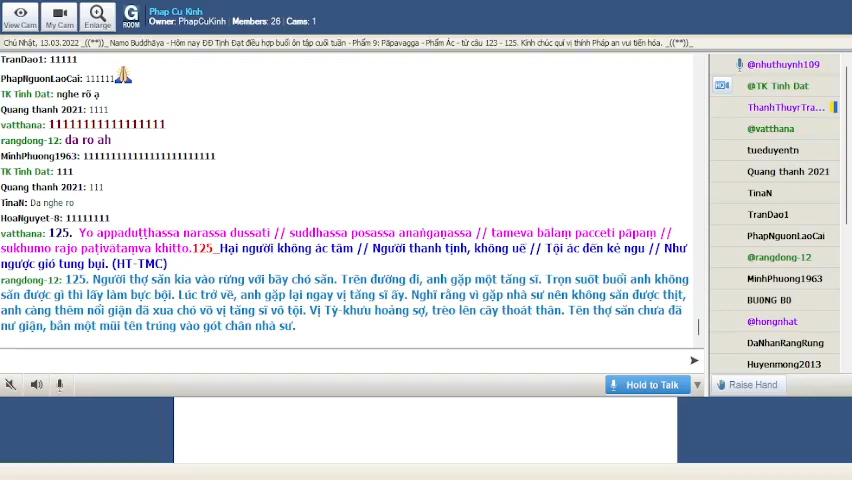 View Cam
My Cam
Enlarge
G
ROOM
Phap Cu Kinh
Owner: PhapCuKinh Members: 26 | Cams: 1
Chủ Nhật, 13.03.2022 _((**))_ Namo Buddhāya - Hôm nay ĐĐ Tịnh Đạt điều hợp buổi ôn tập cuối tuần - Phẩm 9: Pāpavagga - Phẩm Ác - từ câu 123 - 125. Kính chúc quí vị thính Pháp an vui tiến hóa. _((**))_
TranDao1: 11111
PhapNguonLaoCai: 111111
TK Tinh Dat: nghe rõ ạ
Quang thanh 2021: 1111
vatthana: 11111111111111111
rangdong-12: da ro ah
MinhPhuong1963: 1111111111111111111111111
TK Tinh Dat: 111
Quang thanh 2021: 111
TinaN: Da nghe ro
HoaNguyet-8: 11111111
vatthana: 125. Yo appaduṭṭhassa narassa dussati // suddhassa posassa anaṅgaṇassa // tameva bālaṃ pacceti pāpaṃ //
sukhumo rajo paṭivātaṃva khitto.125_Hại người không ác tâm // Người thanh tịnh, không uế // Tội ác đến kẻ ngu // Như
ngược gió tung bụi. (HT-TMC)
rangdong-12: 125. Người thợ săn kia vào rừng với bầy chó săn. Trên đường đi, anh gặp một tăng sĩ. Trọn suốt buổi anh không
săn được gì thì lấy làm bực bội. Lúc trở về, anh gặp lại ngay vị tăng sĩ ấy. Nghĩ rằng vì gặp nhà sư nên không săn được thịt,
anh càng thêm nổi giận đã xua chó vồ vị tăng sĩ vô tội. Vị Tỳ-khưu hoảng sợ, trèo lên cây thoát thân. Tên thợ săn chưa đã
nư giận, bắn một mũi tên trúng vào gót chân nhà sư.
Hold to Talk
@nhuthuynh109
HD
@TK Tinh Dat
ThanhThuyrTra...
@vatthana
tueduyentn
Quang thanh 2021
TinaN
TranDao1
PhapNguonLaoCai
@rangdong-12
MinhPhuong1963
BU0NG B0
@hongnhat
DaNhanRangRung
Huyenmong2013
Raise Hand